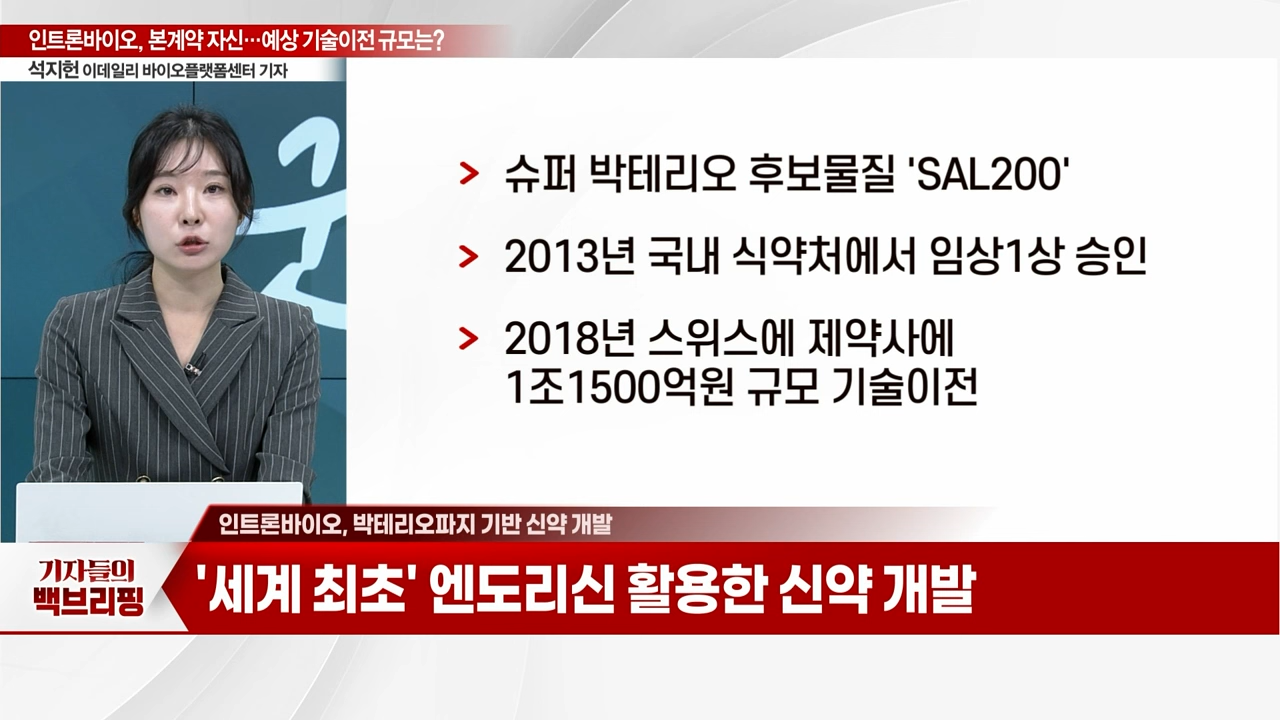 인트론바이오, 본계약 자신…예상 기술이전 규모는?
석지헌 이데일리 바이오플랫폼센터 기자
> 슈퍼 박테리오 후보물질 'SAL200'
> 2013년 국내 식약처에서 임상1상 승인
> 2018년 스위스에 제약사에
1조1500억원 규모 기술이전
인트론바이오, 박테리오파지 기반 신약 개발
기자들의
백브리핑
'세계 최초' 엔도리신 활용한 신약 개발